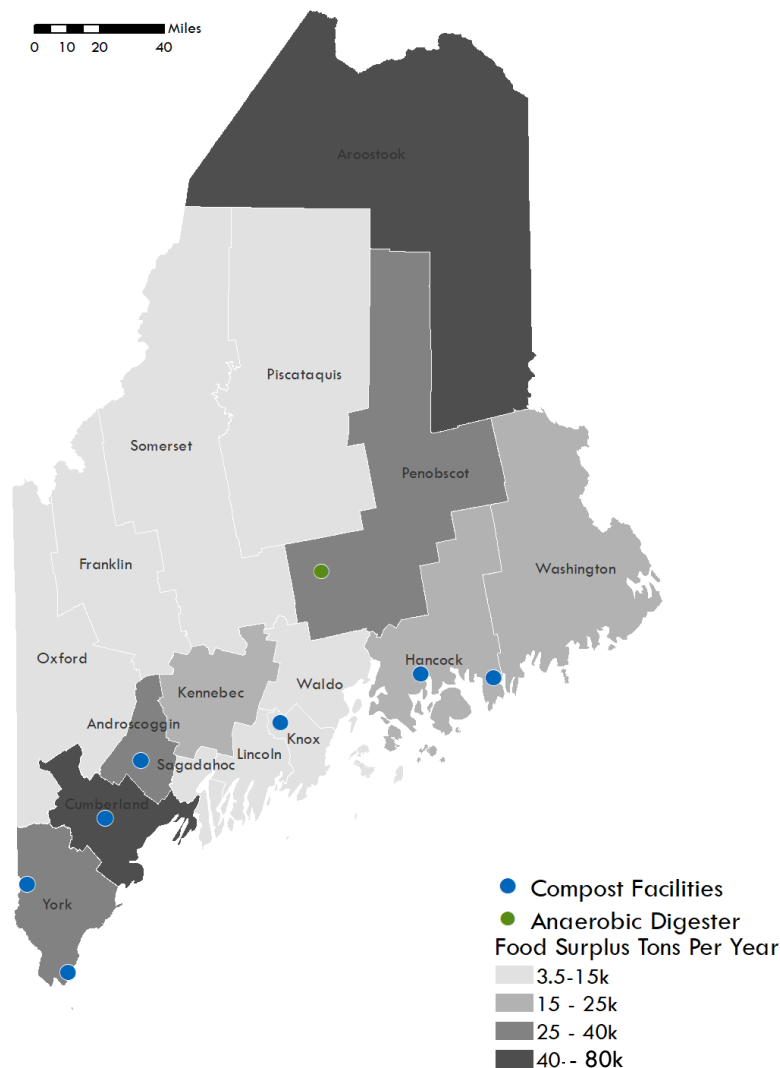 Miles
0 10 20 40
Aroostook
Piscataquis
Somerset
Penobscot
Franklin
Washington
Oxford
Hancock
Waldo
Kennebec
Androscoggin
Knox
Lincoln
Sagadahoc
Cumberland
York
Compost Facilities
Anaerobic Digester
Food Surplus Tons Per Year
3.5-15k
15 - 25k
25 - 40k
40- - 80k